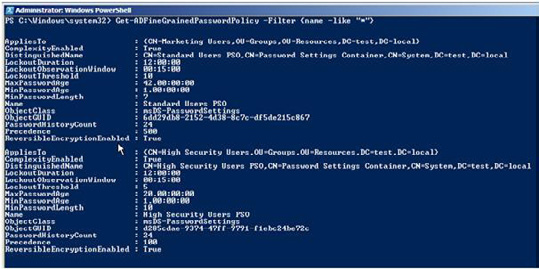 Administrator: Windows PowerShell
PS C:\Windows\system32> Get-ADFineGrainedPasswordPolicy -Filter {name -like "*"}
AppliesTo : {CN=Marketing Users,OU=Groups,OU=Resources,DC=test,DC=local}
ComplexityEnabled : True
DistinguishedName : CN=Standard Users PSO,CN=Password Settings Container,CN=System,DC=test,DC=local
LockoutDuration : 12:00:00
LockoutObservationWindow : 00:15:00
LockoutThreshold : 10
MaxPasswordAge : 42.00:00:00
MinPasswordAge : 1.00:00:00
MinPasswordLength : 7
Name : Standard Users PSO
ObjectClass : msDS-PasswordSettings
ObjectGUID : 6dd29db8-2152-4d38-8c7c-df5de215c867
PasswordHistoryCount : 24
Precedence : 500
ReversibleEncryptionEnabled : True
AppliesTo : {CN=High Security Users,OU=Groups,OU=Resources,DC=test,DC=local}
ComplexityEnabled : True
DistinguishedName : CN=High Security Users PSO,CN=Password Settings Container,CN=System,DC=test,DC=local
LockoutDuration : 12:00:00
LockoutObservationWindow : 00:15:00
LockoutThreshold : 5
MaxPasswordAge : 28.00:00:00
MinPasswordAge : 1.00:00:00
MinPasswordLength : 10
Name : High Security Users PSO
ObjectClass : msDS-PasswordSettings
ObjectGUID : d285cdae-9374-47ff-9791-f1ebc24be72c
PasswordHistoryCount : 24
Precedence : 100
ReversibleEncryptionEnabled : True